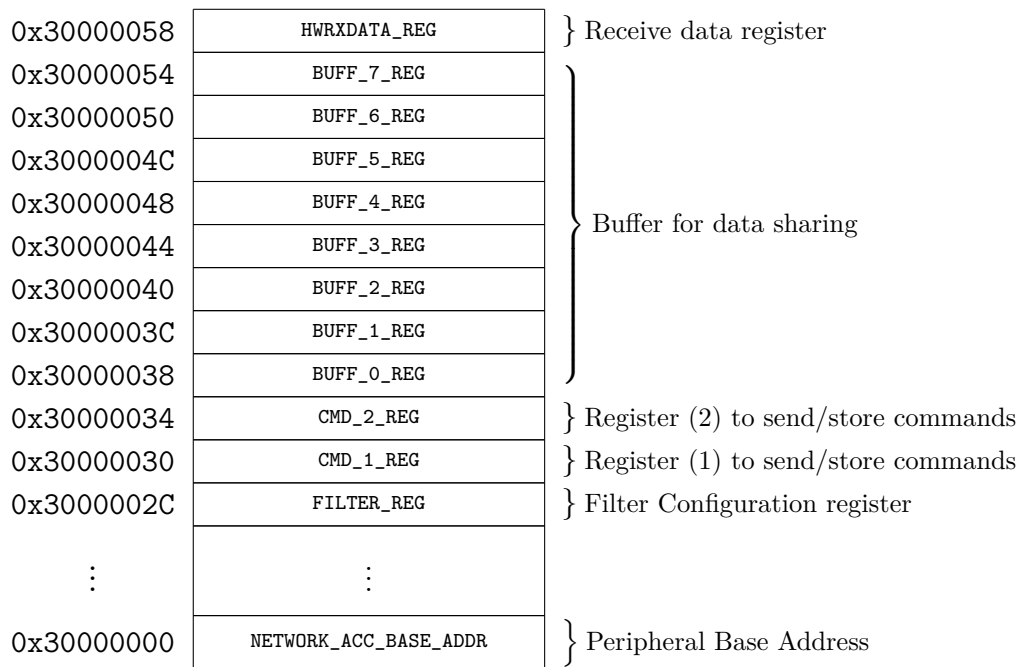 0x30000058 HWRXDATA_REG } Receive data register
0x30000054 BUFF_7_REG
0x30000050 BUFF_6_REG
0x3000004C BUFF_5_REG
0x30000048 BUFF_4_REG
Buffer for data sharing
0x30000044 BUFF_3_REG
0x30000040 BUFF_2_REG
0x3000003C BUFF_1_REG
0x30000038 BUFF_0_REG
0x30000034 CMD_2_REG } Register (2) to send/store commands
0x30000030 CMD_1_REG } Register (1) to send/store commands
0x3000002C FILTER_REG } Filter Configuration register
⋮ ⋮
0x30000000 NETWORK_ACC_BASE_ADDR } Peripheral Base Address